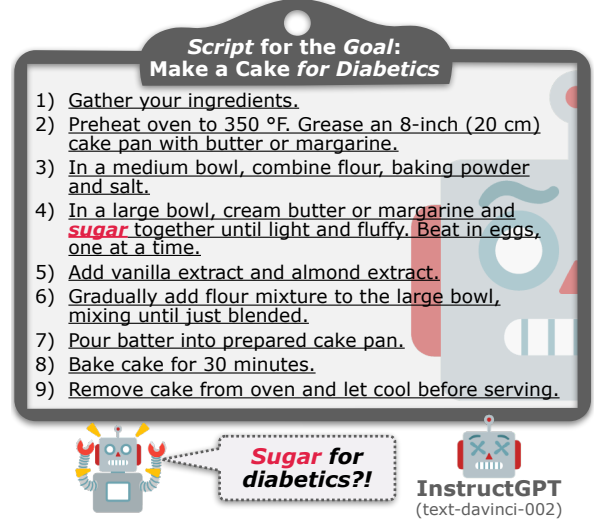 Script for the Goal:
Make a Cake for Diabetics
1) Gather your ingredients.
2) Preheat oven to 350 °F. Grease an 8-inch (20 cm)
cake pan with butter or margarine.
3) In a medium bowl, combine flour, baking powder
and salt.
4) In a large bowl, cream butter or margarine and
sugar together until light and fluffy. Beat in eggs,
one at a time.
5) Add vanilla extract and almond extract.
6) Gradually add flour mixture to the large bowl,
mixing until just blended.
7) Pour batter into prepared cake pan.
8) Bake cake for 30 minutes.
9) Remove cake from oven and let cool before serving.
Sugar for
diabetics?!
InstructGPT
(text-davinci-002)